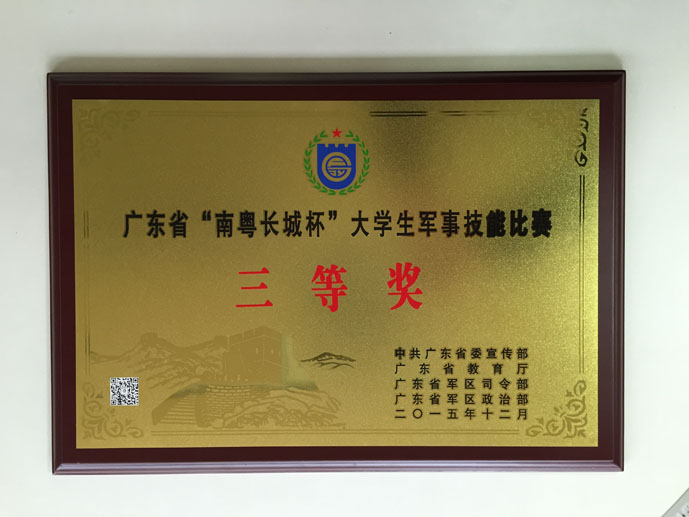 广东省“南粤长城杯”大学生军事技能比赛
三等奖
中共广东省委宣传部
广东省教育厅
广东省军区司令部
广东省军区政治部
二〇一五年十二月